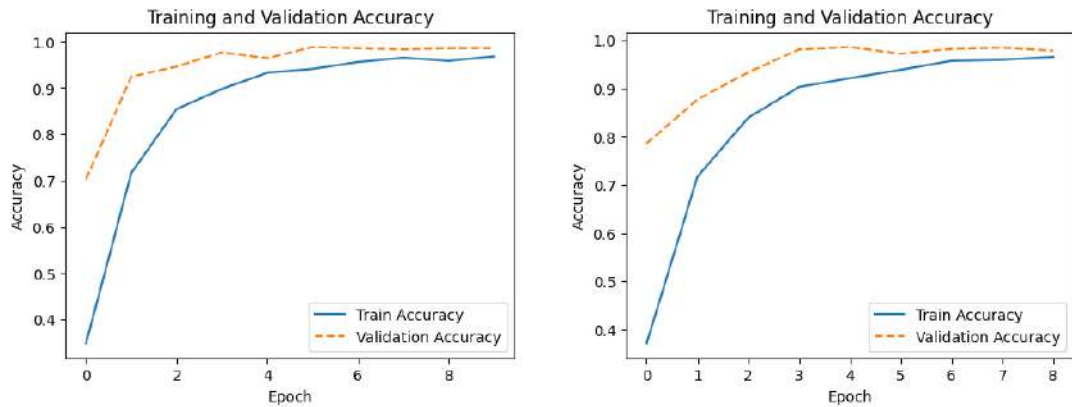 Training and Validation Accuracy
1.0
0.9
0.8
0.7
0.6
0.5
0.4
Accuracy
Train Accuracy
Validation Accuracy
0 2 4 6 8
Epoch
Training and Validation Accuracy
1.0
0.9
0.8
0.7
0.6
0.5
0.4
Accuracy
Train Accuracy
Validation Accuracy
0 1 2 3 4 5 6 7 8
Epoch